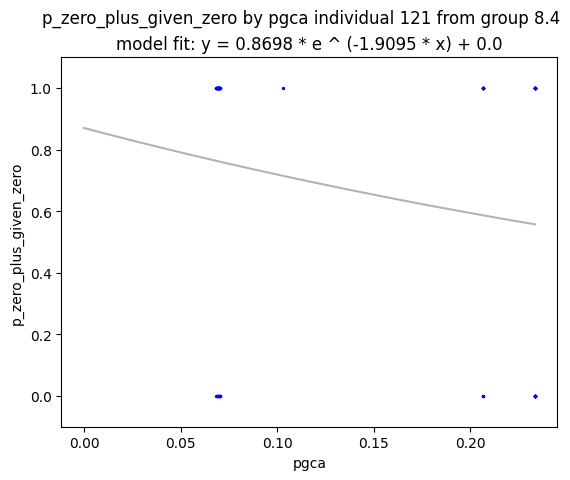 p_zero_plus_given_zero by pgca individual 121 from group 8.4
model fit: y = 0.8698 * e ^ (-1.9095 * x) + 0.0
1.0
0.8
0.6
0.4
0.2
0.0
p_zero_plus_given_zero
0.00 0.05 0.10 0.15 0.20
pgca